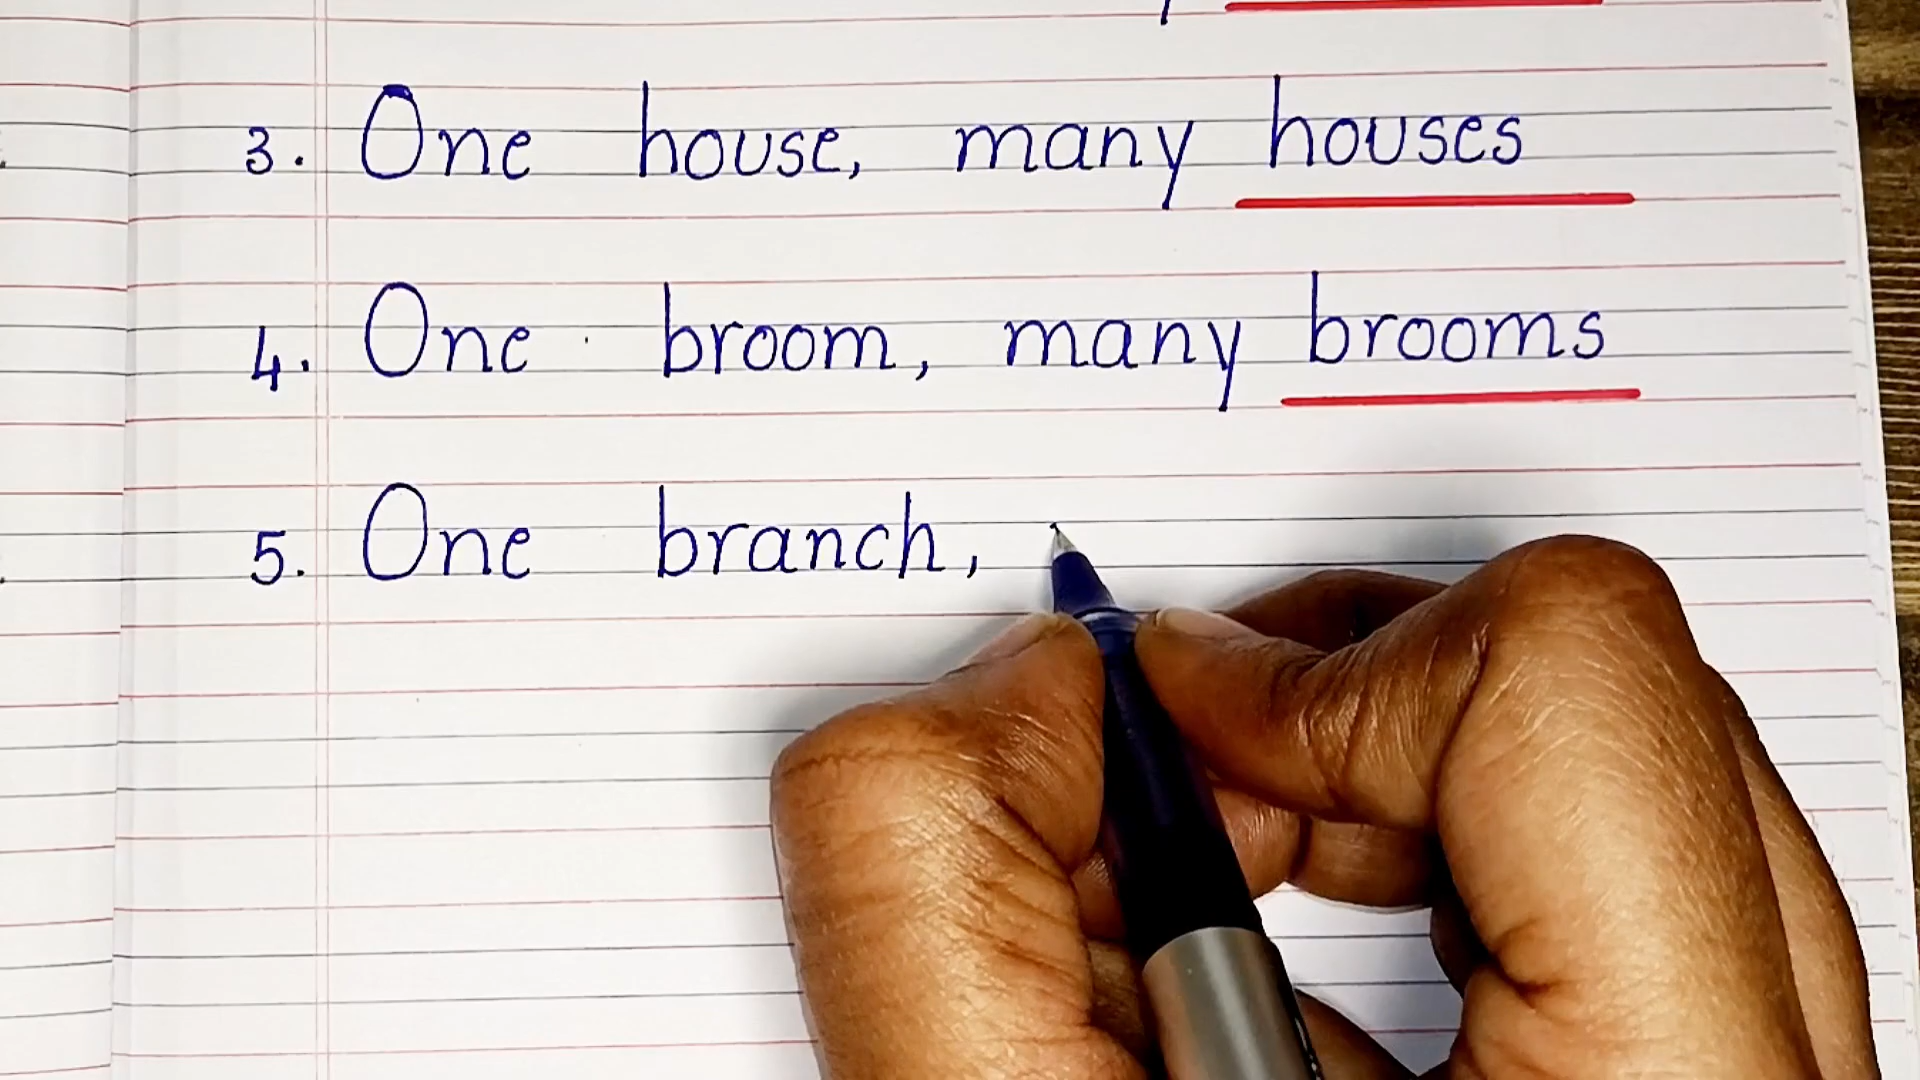 3. One house, many houses
4. One broom, many brooms
5. One branch,